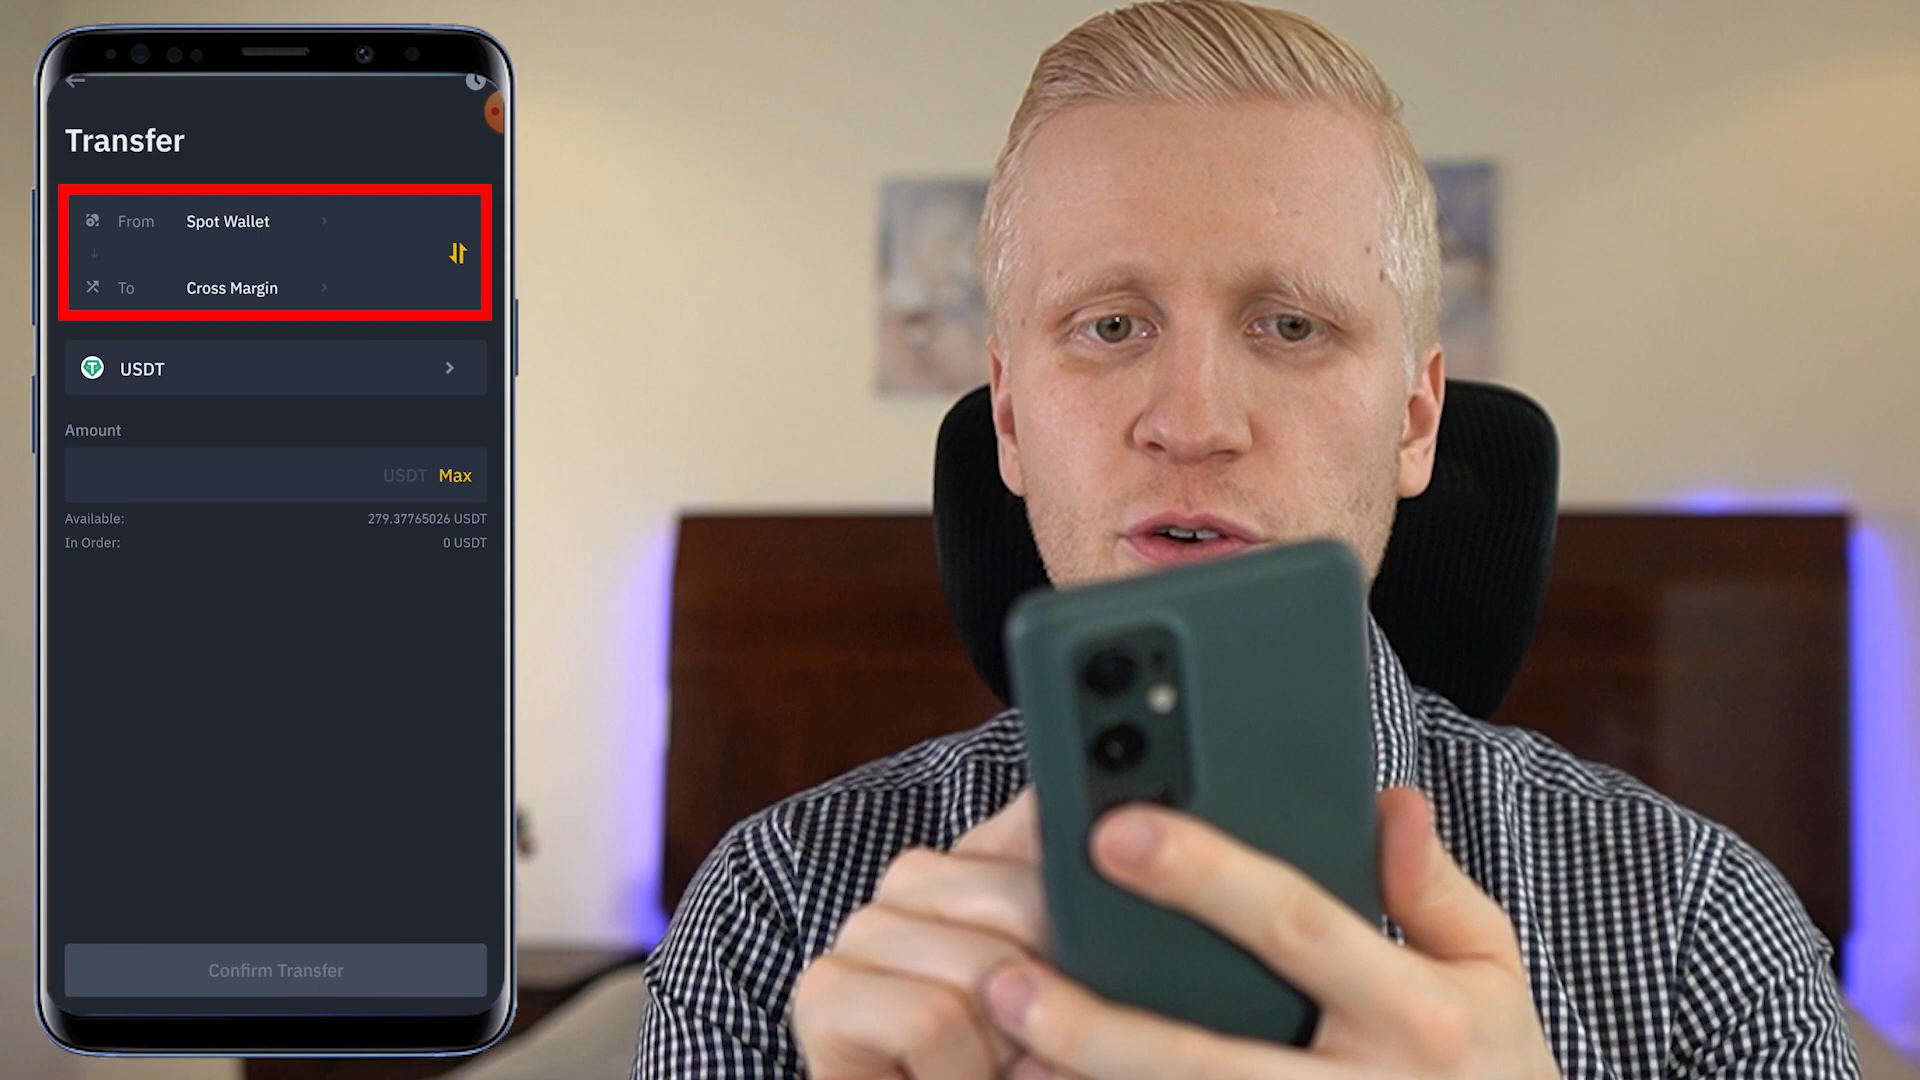 Transfer
From Spot Wallet
To Cross Margin
USDT
Amount
USDT Max
Available: 279.37765026 USDT
In Order: 0 USDT
Confirm Transfer